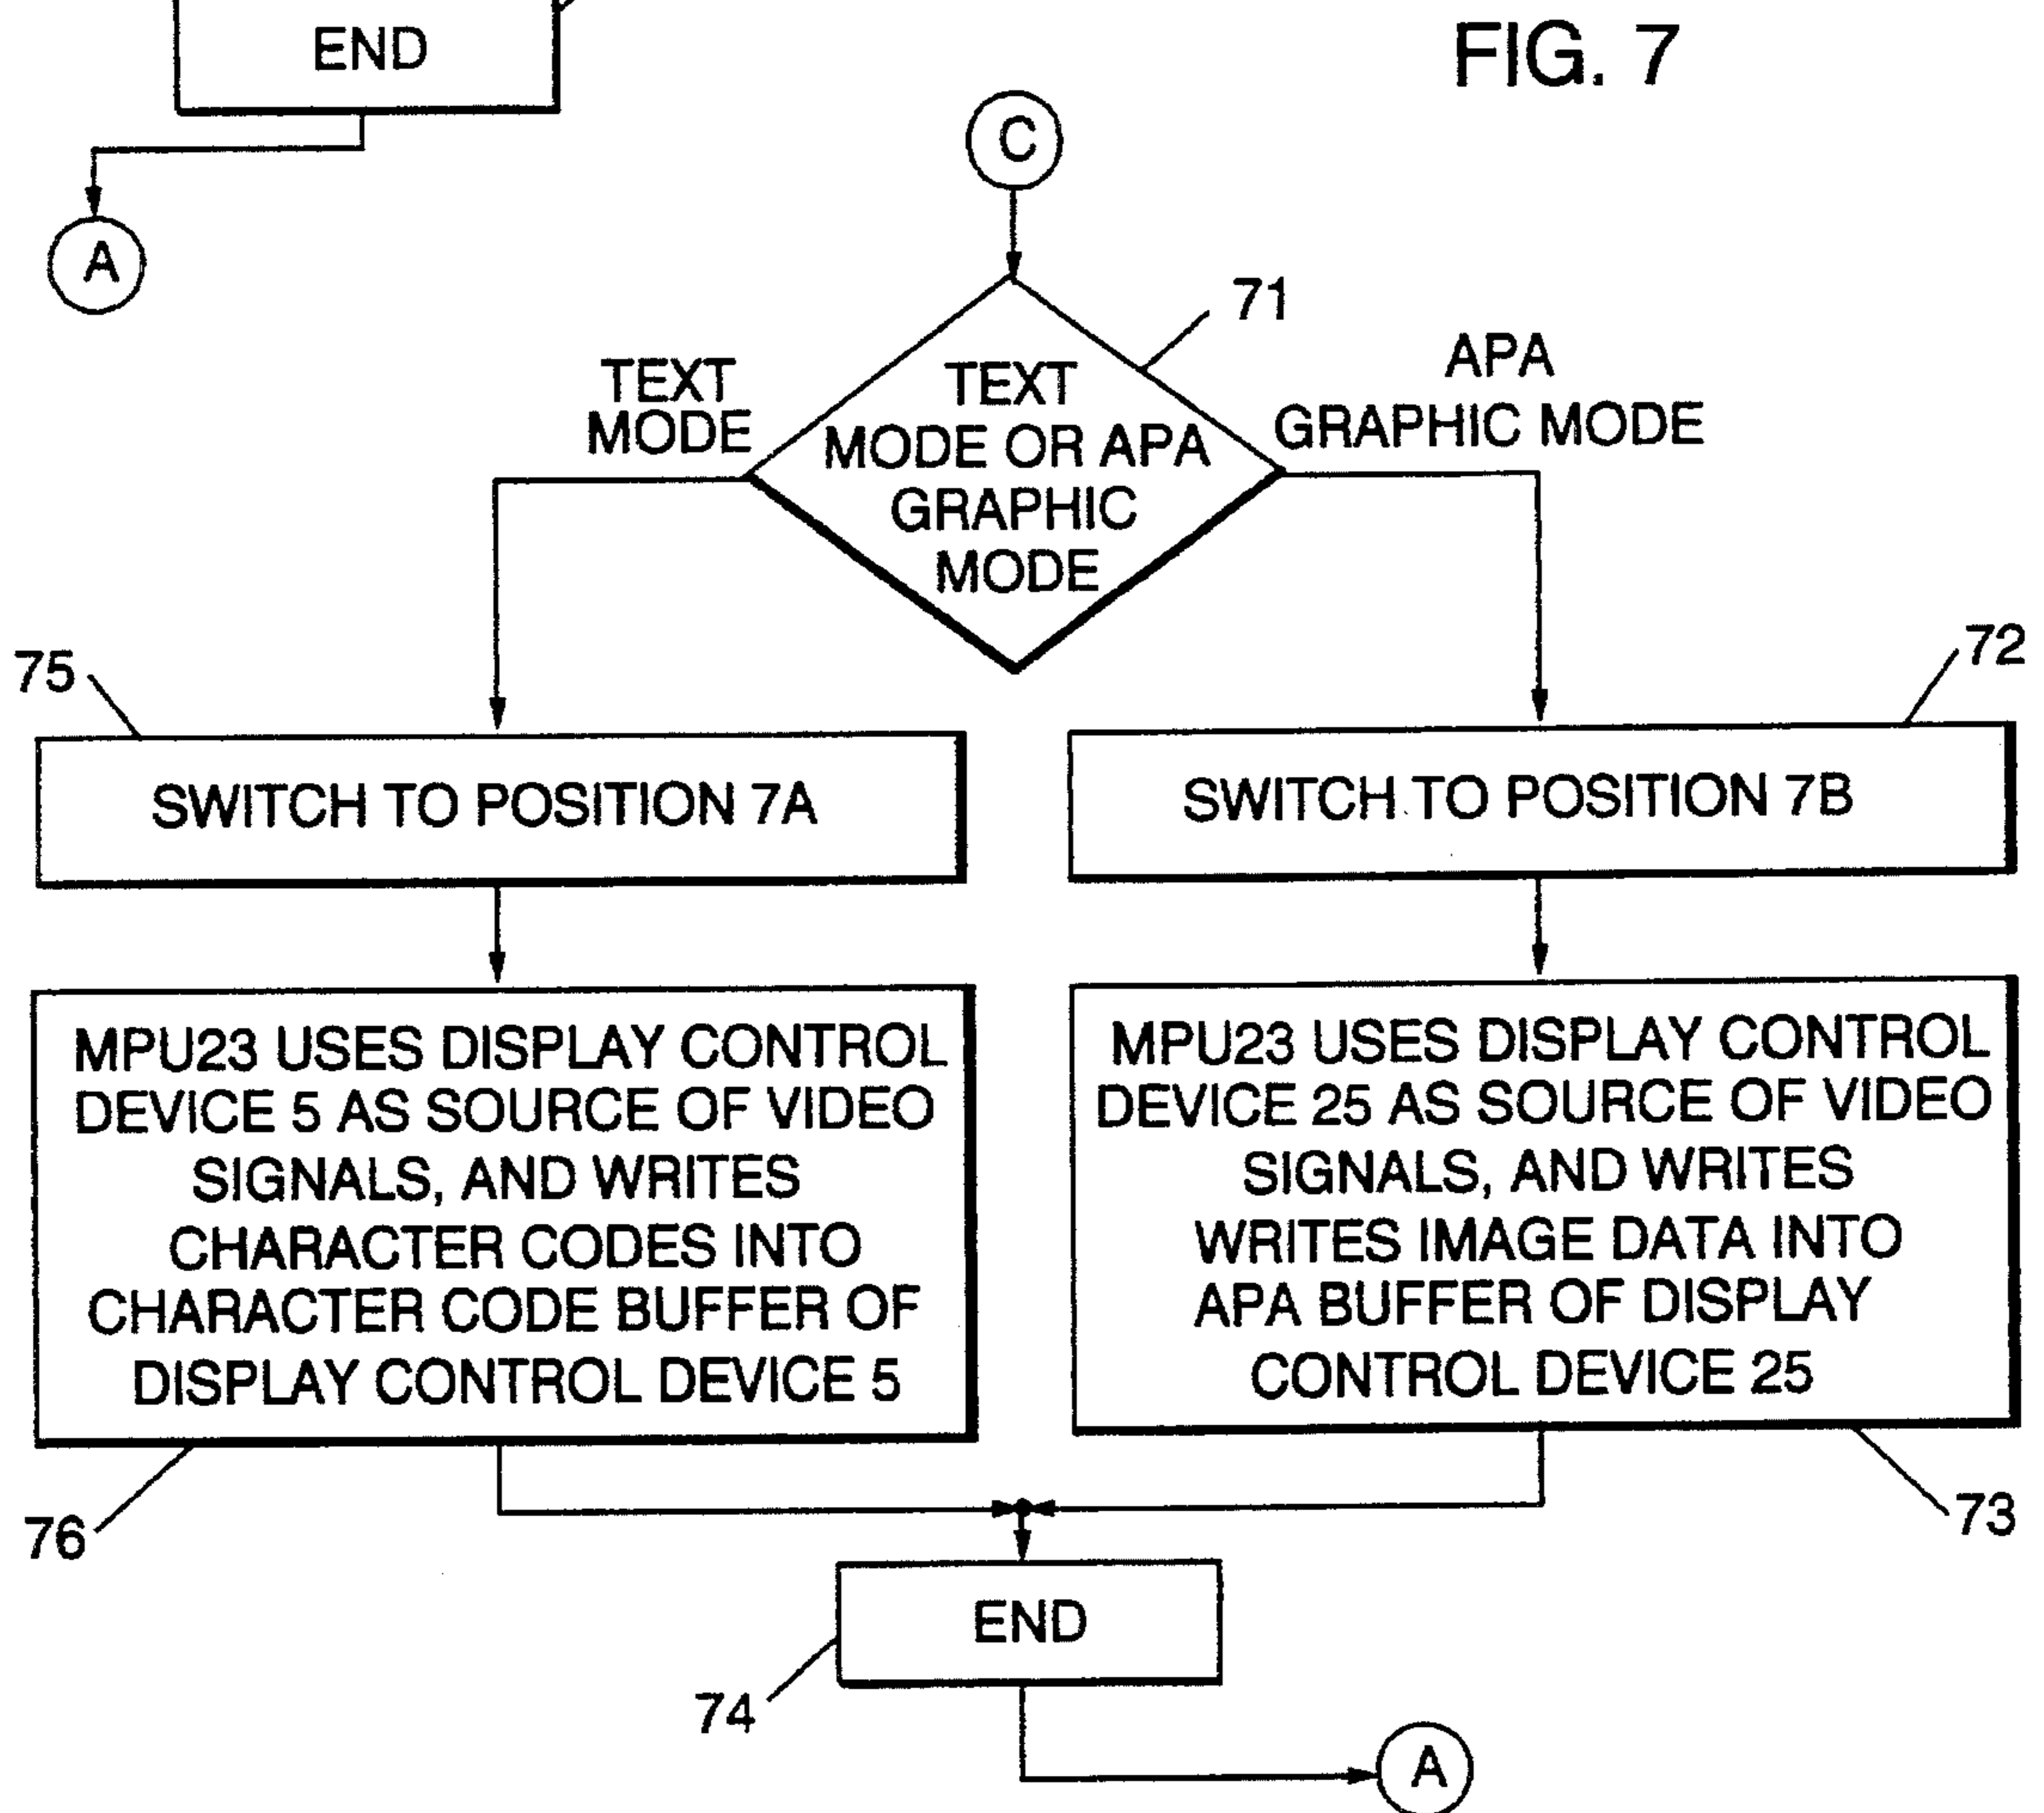 END
FIG. 7
C
A
71
TEXT
MODE
TEXT
MODE OR APA
GRAPHIC
MODE
APA
GRAPHIC MODE
75
72
SWITCH TO POSITION 7A
SWITCH TO POSITION 7B
MPU23 USES DISPLAY CONTROL
DEVICE 5 AS SOURCE OF VIDEO
SIGNALS, AND WRITES
CHARACTER CODES INTO
CHARACTER CODE BUFFER OF
DISPLAY CONTROL DEVICE 5
MPU23 USES DISPLAY CONTROL
DEVICE 25 AS SOURCE OF VIDEO
SIGNALS, AND WRITES
WRITES IMAGE DATA INTO
APA BUFFER OF DISPLAY
CONTROL DEVICE 25
76
73
END
74
A